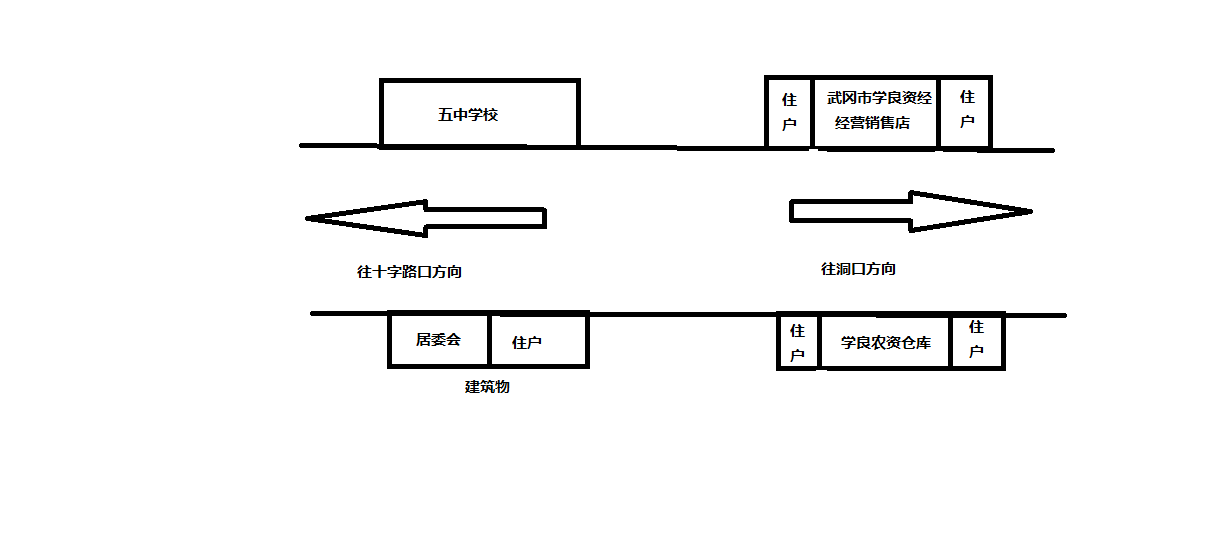 五中学校
住
户
武冈市学良资经
经营销售店
住
户
往十字路口方向
往洞口方向
居委会
住户
建筑物
住
户
学良农资仓库
住
户